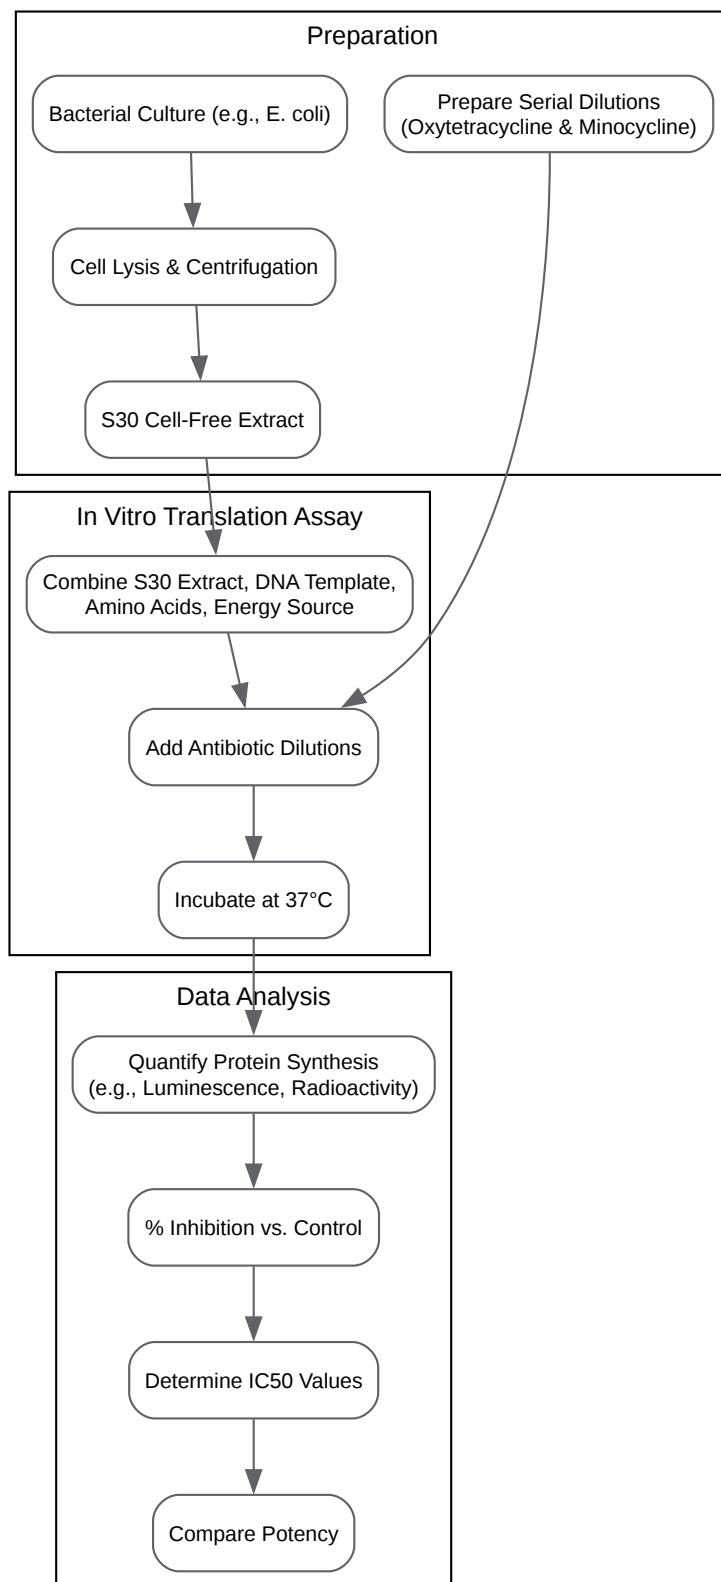 Preparation
Bacterial Culture (e.g., E. coli)
Prepare Serial Dilutions
(Oxytetracycline & Minocycline)
Cell Lysis & Centrifugation
S30 Cell-Free Extract
In Vitro Translation Assay
Combine S30 Extract, DNA Template,
Amino Acids, Energy Source
Add Antibiotic Dilutions
Incubate at 37°C
Data Analysis
Quantify Protein Synthesis
(e.g., Luminescence, Radioactivity)
% Inhibition vs. Control
Determine IC50 Values
Compare Potency